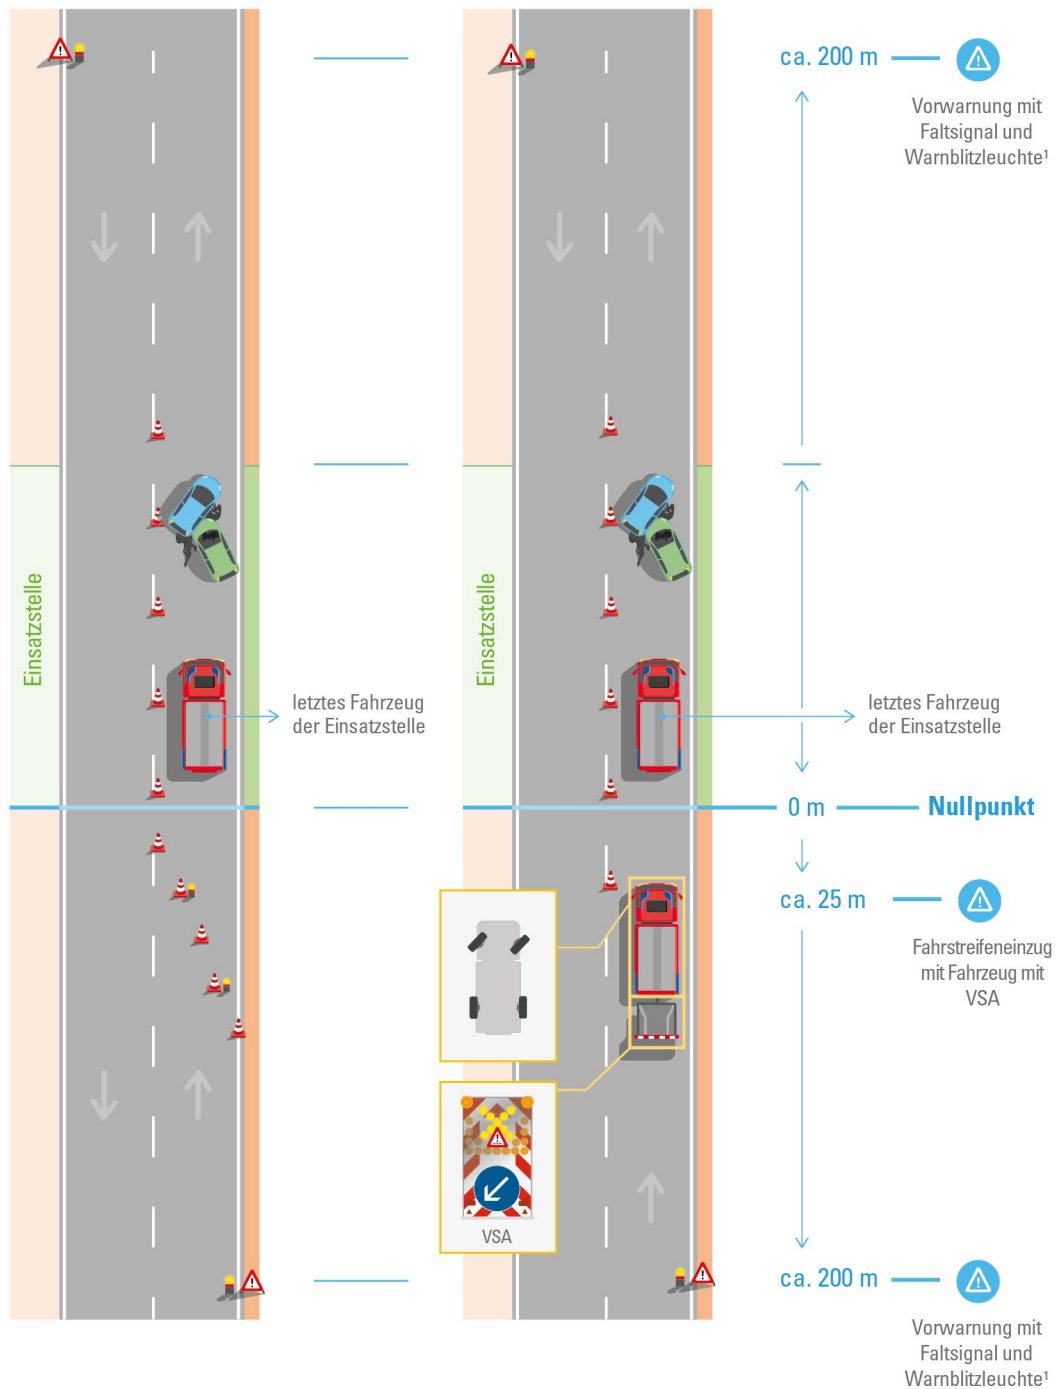 ca. 200 m
Vorwarnung mit
Faltsignal und
Warnblitzleuchte¹
Einsatzstelle
Einsatzstelle
letztes Fahrzeug
der Einsatzstelle
letztes Fahrzeug
der Einsatzstelle
0 m
Nullpunkt
ca. 25 m
Fahrstreifeneinzug
mit Fahrzeug mit
VSA
VSA
ca. 200 m
Vorwarnung mit
Faltsignal und
Warnblitzleuchte¹